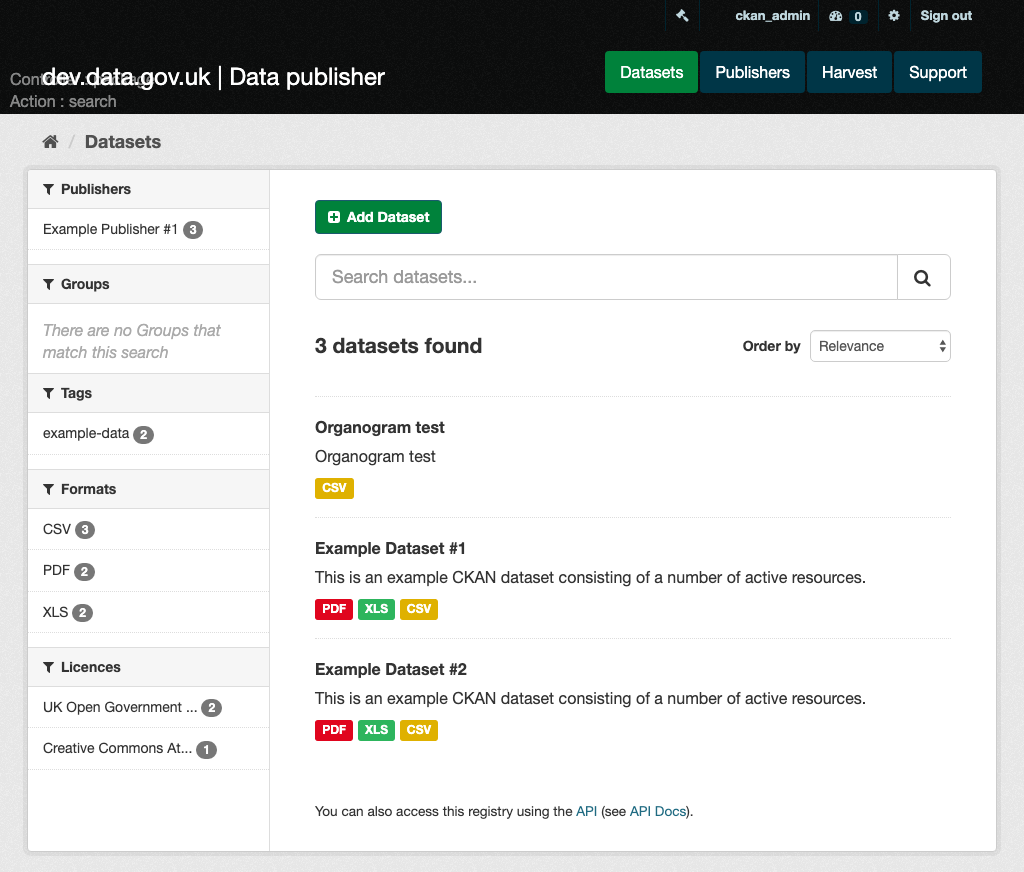 ckan_admin 0 Sign out
dev.data.gov.uk | Data publisher
Action : search
Datasets Publishers Harvest Support
/ Datasets
Publishers
Example Publisher #1 3
Groups
There are no Groups that
match this search
Tags
example-data 2
Formats
CSV 3
PDF 2
XLS 2
Licences
UK Open Government ... 2
Creative Commons At... 1
Add Dataset
Search datasets...
3 datasets found
Order by Relevance
Organogram test
Organogram test
CSV
Example Dataset #1
This is an example CKAN dataset consisting of a number of active resources.
PDF XLS CSV
Example Dataset #2
This is an example CKAN dataset consisting of a number of active resources.
PDF XLS CSV
You can also access this registry using the API (see API Docs).